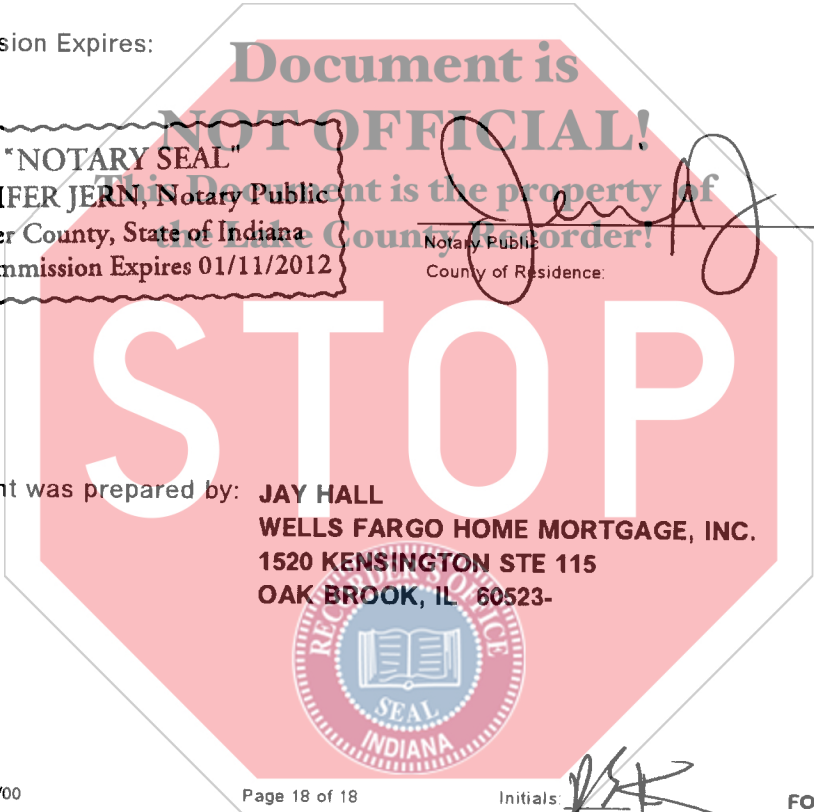 sion Expires:
Document is
NOT OFFICIAL!
This Document is the property of
the Lake County Recorder!
"NOTARY SEAL"
IFER JERN, Notary Public
er County, State of Indiana
mmission Expires 01/11/2012
Notary Public
County of Residence:
STOP
nt was prepared by: JAY HALL
WELLS FARGO HOME MORTGAGE, INC.
1520 KENSINGTON STE 115
OAK BROOK, IL 60523-
RECORDER'S OFFICE
SEAL
INDIANA
/00 Page 18 of 18 Initials: FO